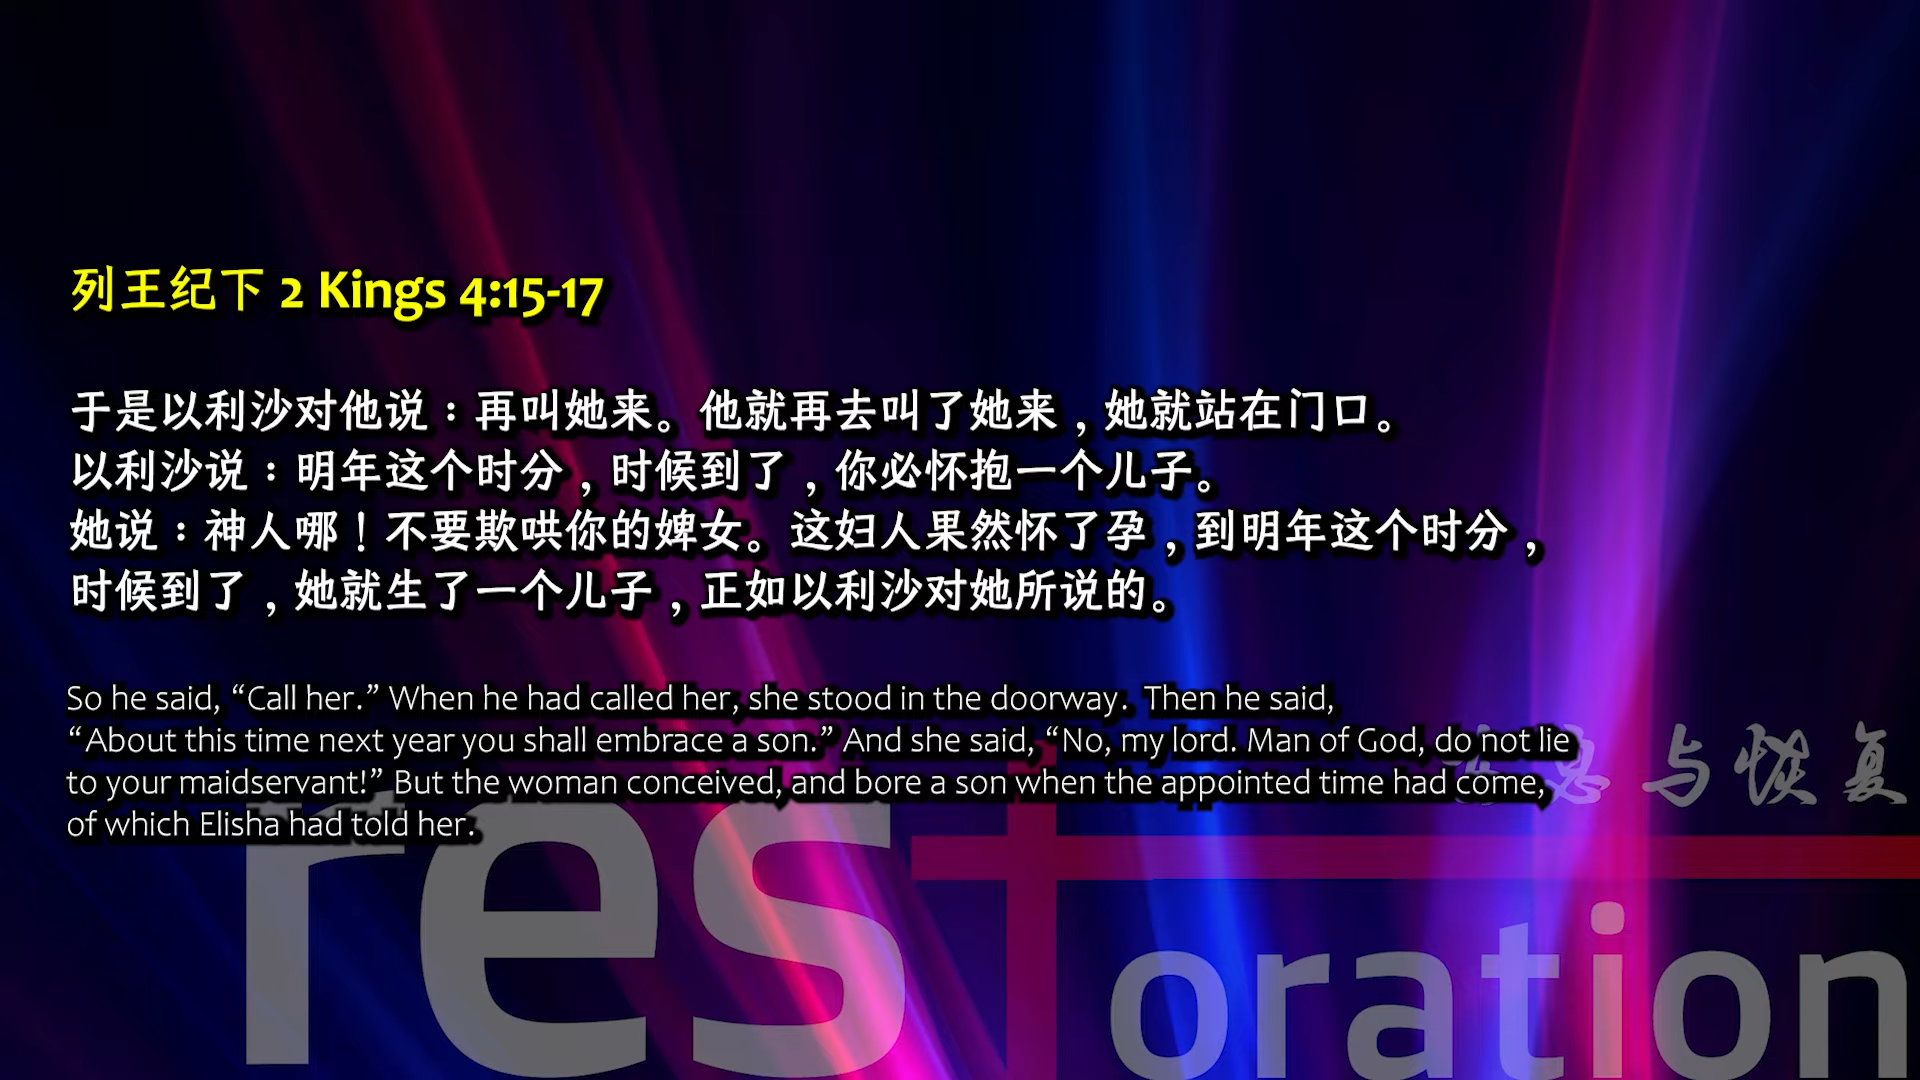 列王纪下 2 Kings 4:15-17
于是以利沙对他说：再叫她来。他就再去叫了她来，她就站在门口。
以利沙说：明年这个时分，时候到了，你必怀抱一个儿子。
她说：神人哪！不要欺哄你的婢女。这妇人果然怀了孕，到明年这个时分，
时候到了，她就生了一个儿子，正如以利沙对她所说的。
So he said, “Call her.” When he had called her, she stood in the doorway.  Then he said,
“About this time next year you shall embrace a son.” And she said, “No, my lord. Man of God, do not lie
to your maidservant!” But the woman conceived, and bore a son when the appointed time had come,
of which Elisha had told her.
息与恢复
restoration